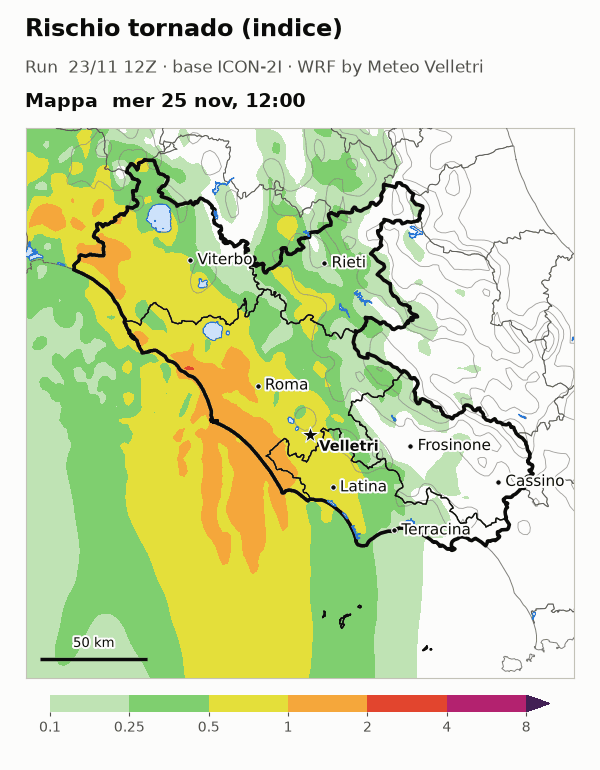 Rischio tornado (indice)
Run  23/11 12Z · base ICON-2I · WRF by Meteo Velletri
Mappa  mer 25 nov, 12:00
Viterbo
Rieti
Roma
Velletri
Frosinone
Cassino
Latina
Terracina
50 km
0.1 0.25 0.5 1 2 4 8